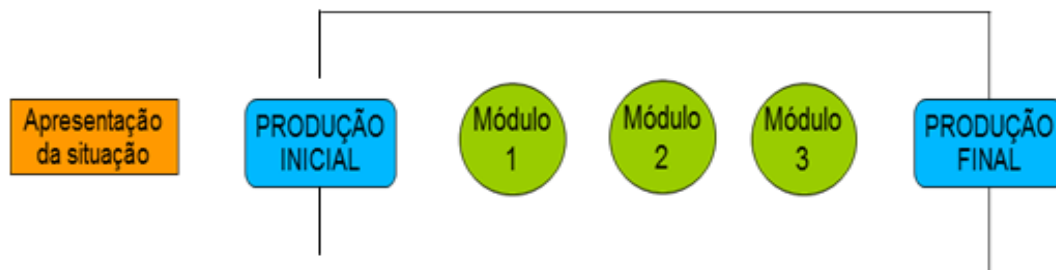 Apresentação
da situação
PRODUÇÃO
INICIAL
Módulo
1
Módulo
2
Módulo
3
PRODUÇÃO
FINAL